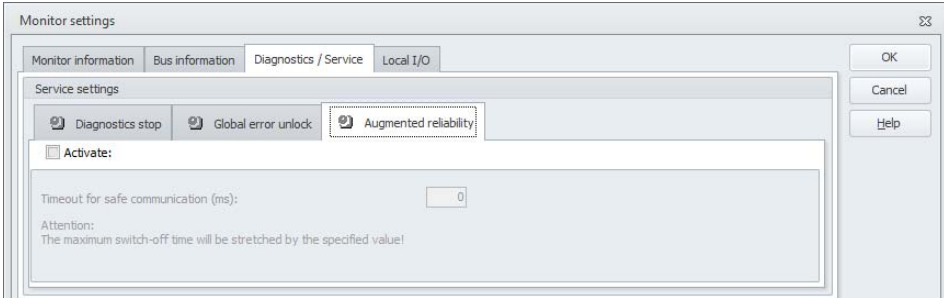 Monitor settings
Monitor information Bus information Diagnostics / Service Local I/O
OK
Service settings
Cancel
Diagnostics stop Global error unlock Augmented reliability
Help
Activate:
Timeout for safe communication (ms): 0
Attention:
The maximum switch-off time will be stretched by the specified value!